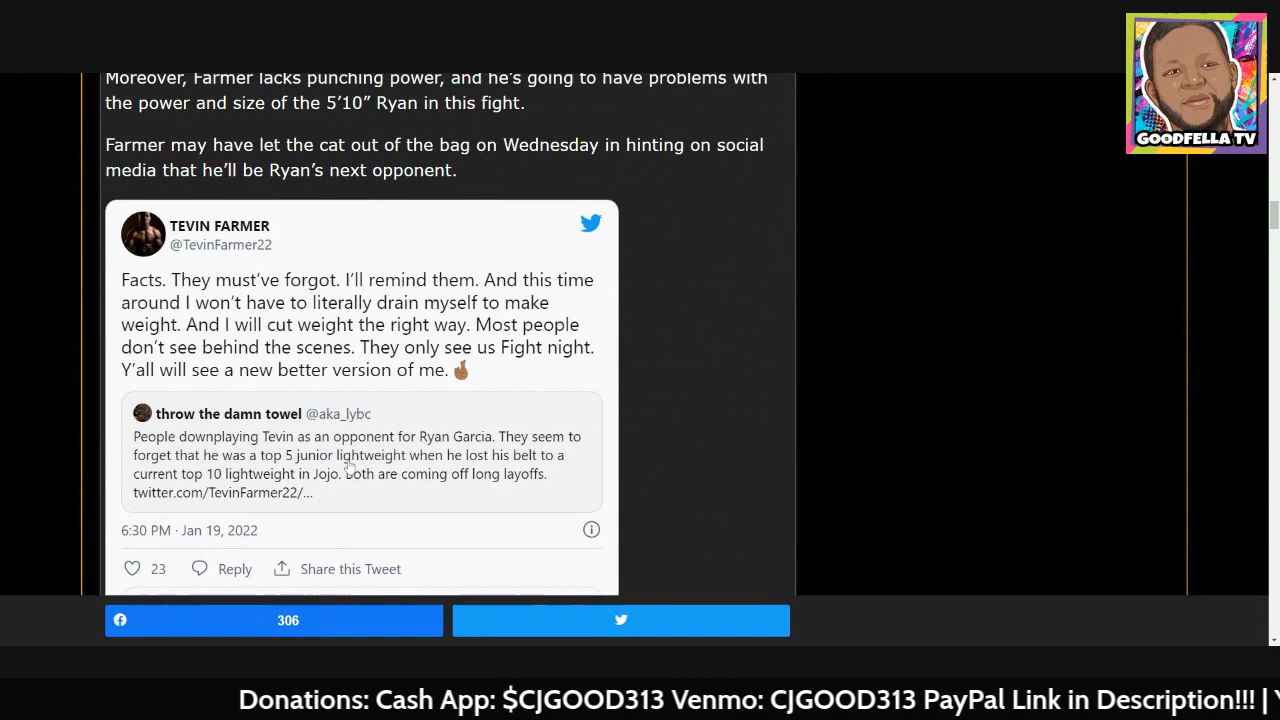 GOODFELLA TV
Moreover, Farmer lacks punching power, and he's going to have problems with
the power and size of the 5'10” Ryan in this fight.
Farmer may have let the cat out of the bag on Wednesday in hinting on social
media that he'll be Ryan's next opponent.
TEVIN FARMER
@TevinFarmer22
Facts. They must've forgot. I'll remind them. And this time
around I won't have to literally drain myself to make
weight. And I will cut weight the right way. Most people
don't see behind the scenes. They only see us Fight night.
Y'all will see a new better version of me.🤞🏾
throw the damn towel @aka_lybc
People downplaying Tevin as an opponent for Ryan Garcia. They seem to
forget that he was a top 5 junior lightweight when he lost his belt to a
current top 10 lightweight in Jojo. Both are coming off long layoffs.
twitter.com/TevinFarmer22/...
6:30 PM · Jan 19, 2022
23 Reply Share this Tweet
306
Donations: Cash App: $CJGOOD313 Venmo: CJGOOD313 PayPal Link in Description!!! |